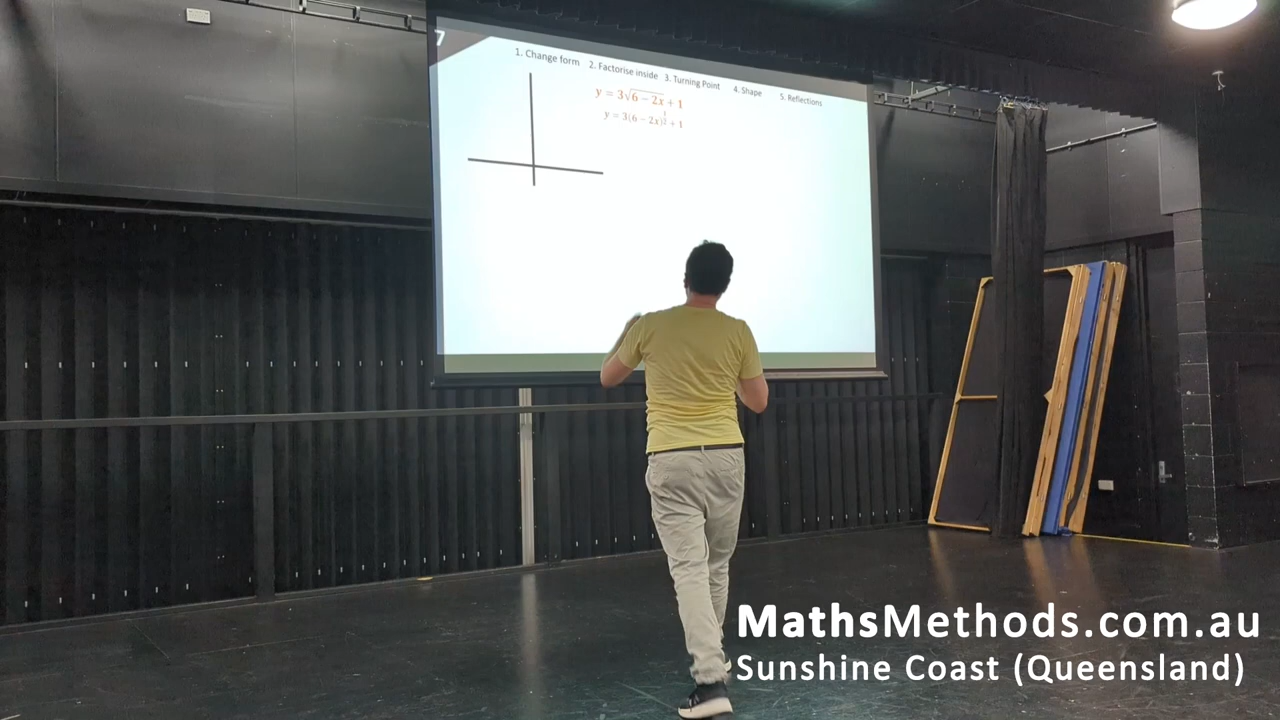 7
1. Change form 2. Factorise inside 3. Turning Point 4. Shape 5. Reflections
y = 3√6 − 2x + 1
y = 3(6 − 2x)^½ + 1
MathsMethods.com.au
Sunshine Coast (Queensland)